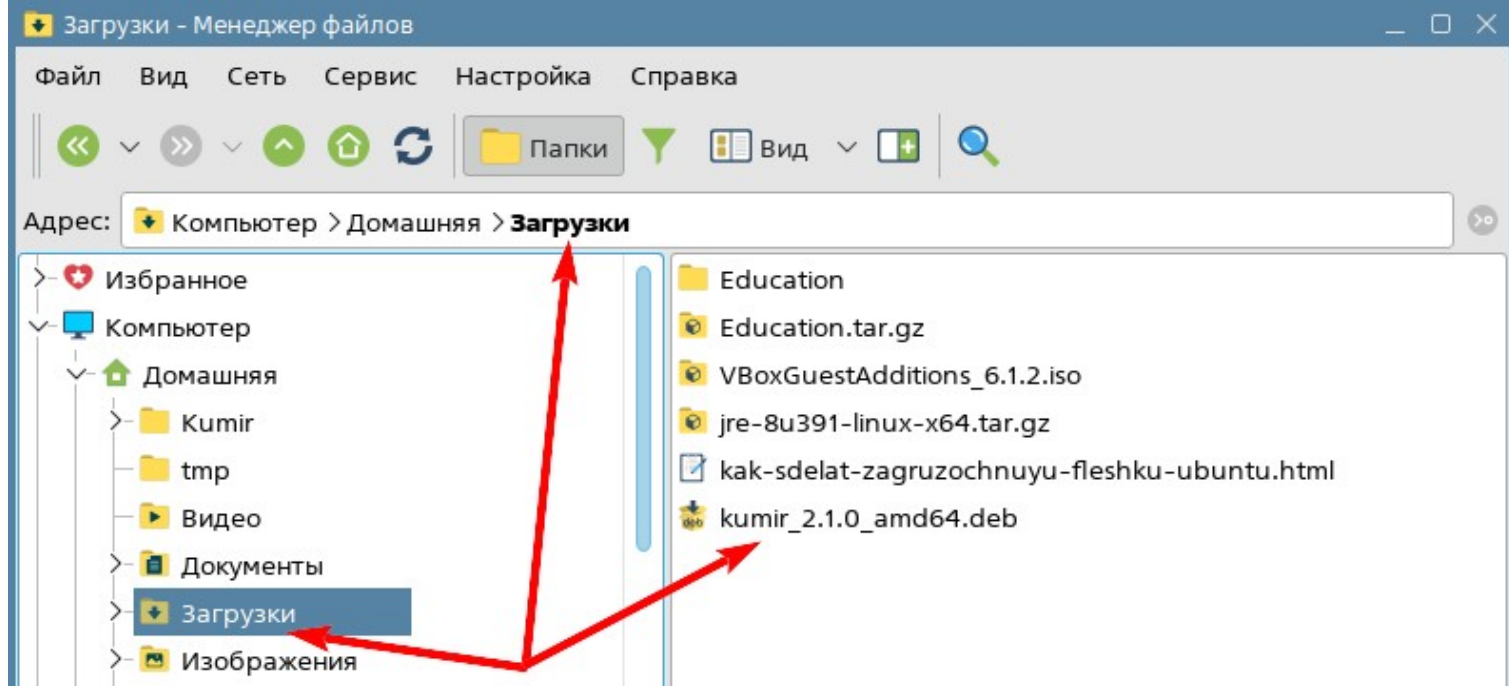 Загрузки - Менеджер файлов
Файл Вид Сеть Сервис Настройка Справка
Папки Вид
Адрес: Компьютер > Домашняя > Загрузки
Избранное
Компьютер
Домашняя
Kumir
tmp
Видео
Документы
Загрузки
Изображения
Education
Education.tar.gz
VBoxGuestAdditions_6.1.2.iso
jre-8u391-linux-x64.tar.gz
kak-sdelat-zagruzochnuyu-fleshku-ubuntu.html
deb kumir_2.1.0_amd64.deb